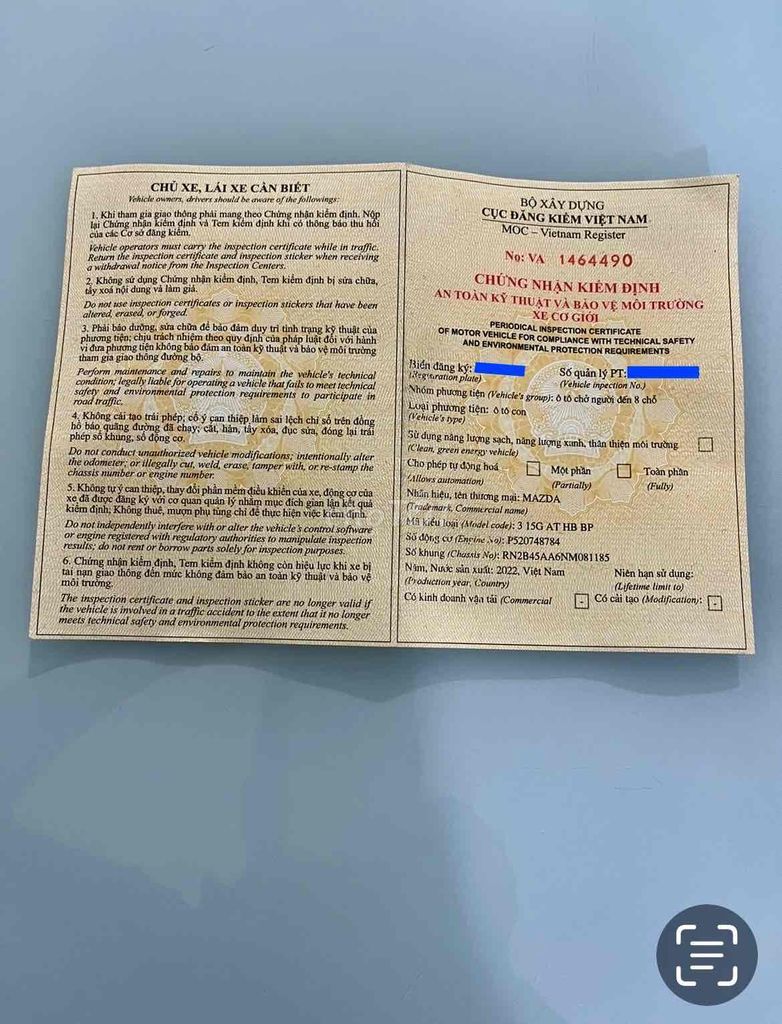 CHỦ XE, LÁI XE CẦN BIẾT
Vehicle owners, drivers should be aware of the followings:
1. Khi tham gia giao thông phải mang theo Chứng nhận kiểm định. Nộp
lại Chứng nhận kiểm định và Tem kiểm định khi có thông báo thu hồi
của các Cơ sở đăng kiểm.
Vehicle operators must carry the inspection certificate while in traffic.
Return the inspection certificate and inspection sticker when receiving
a withdrawal notice from the Inspection Centers.
2. Không sử dụng Chứng nhận kiểm định, Tem kiểm định bị sửa chữa,
tẩy xoá nội dung và làm giả.
Do not use inspection certificates or inspection stickers that have been
altered, erased, or forged.
3. Phải bảo dưỡng, sửa chữa để bảo đảm duy trì tình trạng kỹ thuật của
phương tiện; chịu trách nhiệm theo quy định của pháp luật đối với hành
vi đưa phương tiện không bảo đảm an toàn kỹ thuật và bảo vệ môi trường
tham gia giao thông đường bộ.
Perform maintenance and repairs to maintain the vehicle's technical
condition; legally liable for operating a vehicle that fails to meet technical
safety and environmental protection requirements to participate in
road traffic.
4. Không cải tạo trái phép; cố ý can thiệp làm sai lệch chỉ số trên đồng
hồ báo quãng đường đã chạy; cắt, hàn, tẩy xóa, đục sửa, đóng lại trái
phép số khung, số động cơ.
Do not conduct unauthorized vehicle modifications; intentionally alter
the odometer, or illegally cut, weld, erase, tamper with, or re-stamp the
chassis number or engine number.
5. Không tự ý can thiệp, thay đổi phần mềm điều khiển của xe, động cơ của
xe đã được đăng ký với cơ quan quản lý nhằm mục đích gian lận kết quả
kiểm định; Không thuê, mượn phụ tùng chỉ để thực hiện việc kiểm định.
Do not independently interfere with or alter the vehicle's control software
or engine registered with regulatory authorities to manipulate inspection
results; do not rent or borrow parts solely for inspection purposes.
6. Chứng nhận kiểm định, Tem kiểm định không còn hiệu lực khi xe bị
tai nạn giao thông đến mức không đảm bảo an toàn kỹ thuật và bảo vệ
môi trường.
The inspection certificate and inspection sticker are no longer valid if
the vehicle is involved in a traffic accident to the extent that it no longer
meets technical safety and environmental protection requirements.
BỘ XÂY DỰNG
CỤC ĐĂNG KIỂM VIỆT NAM
MOC – Vietnam Register
No: VA 1464490
CHỨNG NHẬN KIỂM ĐỊNH
AN TOÀN KỸ THUẬT VÀ BẢO VỆ MÔI TRƯỜNG
XE CƠ GIỚI
PERIODICAL INSPECTION CERTIFICATE
OF MOTOR VEHICLE FOR COMPLIANCE WITH TECHNICAL SAFETY
AND ENVIRONMENTAL PROTECTION REQUIREMENTS
Biển đăng ký: Số quản lý PT:
(Registration plate) (Vehicle inpection No.)
Nhóm phương tiện (Vehicle's group): ô tô chở người đến 8 chỗ
Loại phương tiện: ô tô con
(Vehicle's type)
Sử dụng năng lượng sạch, năng lượng xanh, thân thiện môi trường
(Clean, green energy vehicle)
Cho phép tự động hoá Một phần Toàn phần
(Allows automation) (Partially) (Fully)
Nhãn hiệu, tên thương mại: MAZDA
(Trademark, Commercial name)
Mã kiểu loại (Model code): 3 15G AT HB BP
Số động cơ (Engine No): P520748784
Số khung (Chassis No): RN2B45AA6NM081185
Năm, Nước sản xuất: 2022, Việt Nam Niên hạn sử dụng:
(Production year, Country) (Lifetime limit to)
Có kinh doanh vận tải (Commercial - Có cải tạo (Modification): -